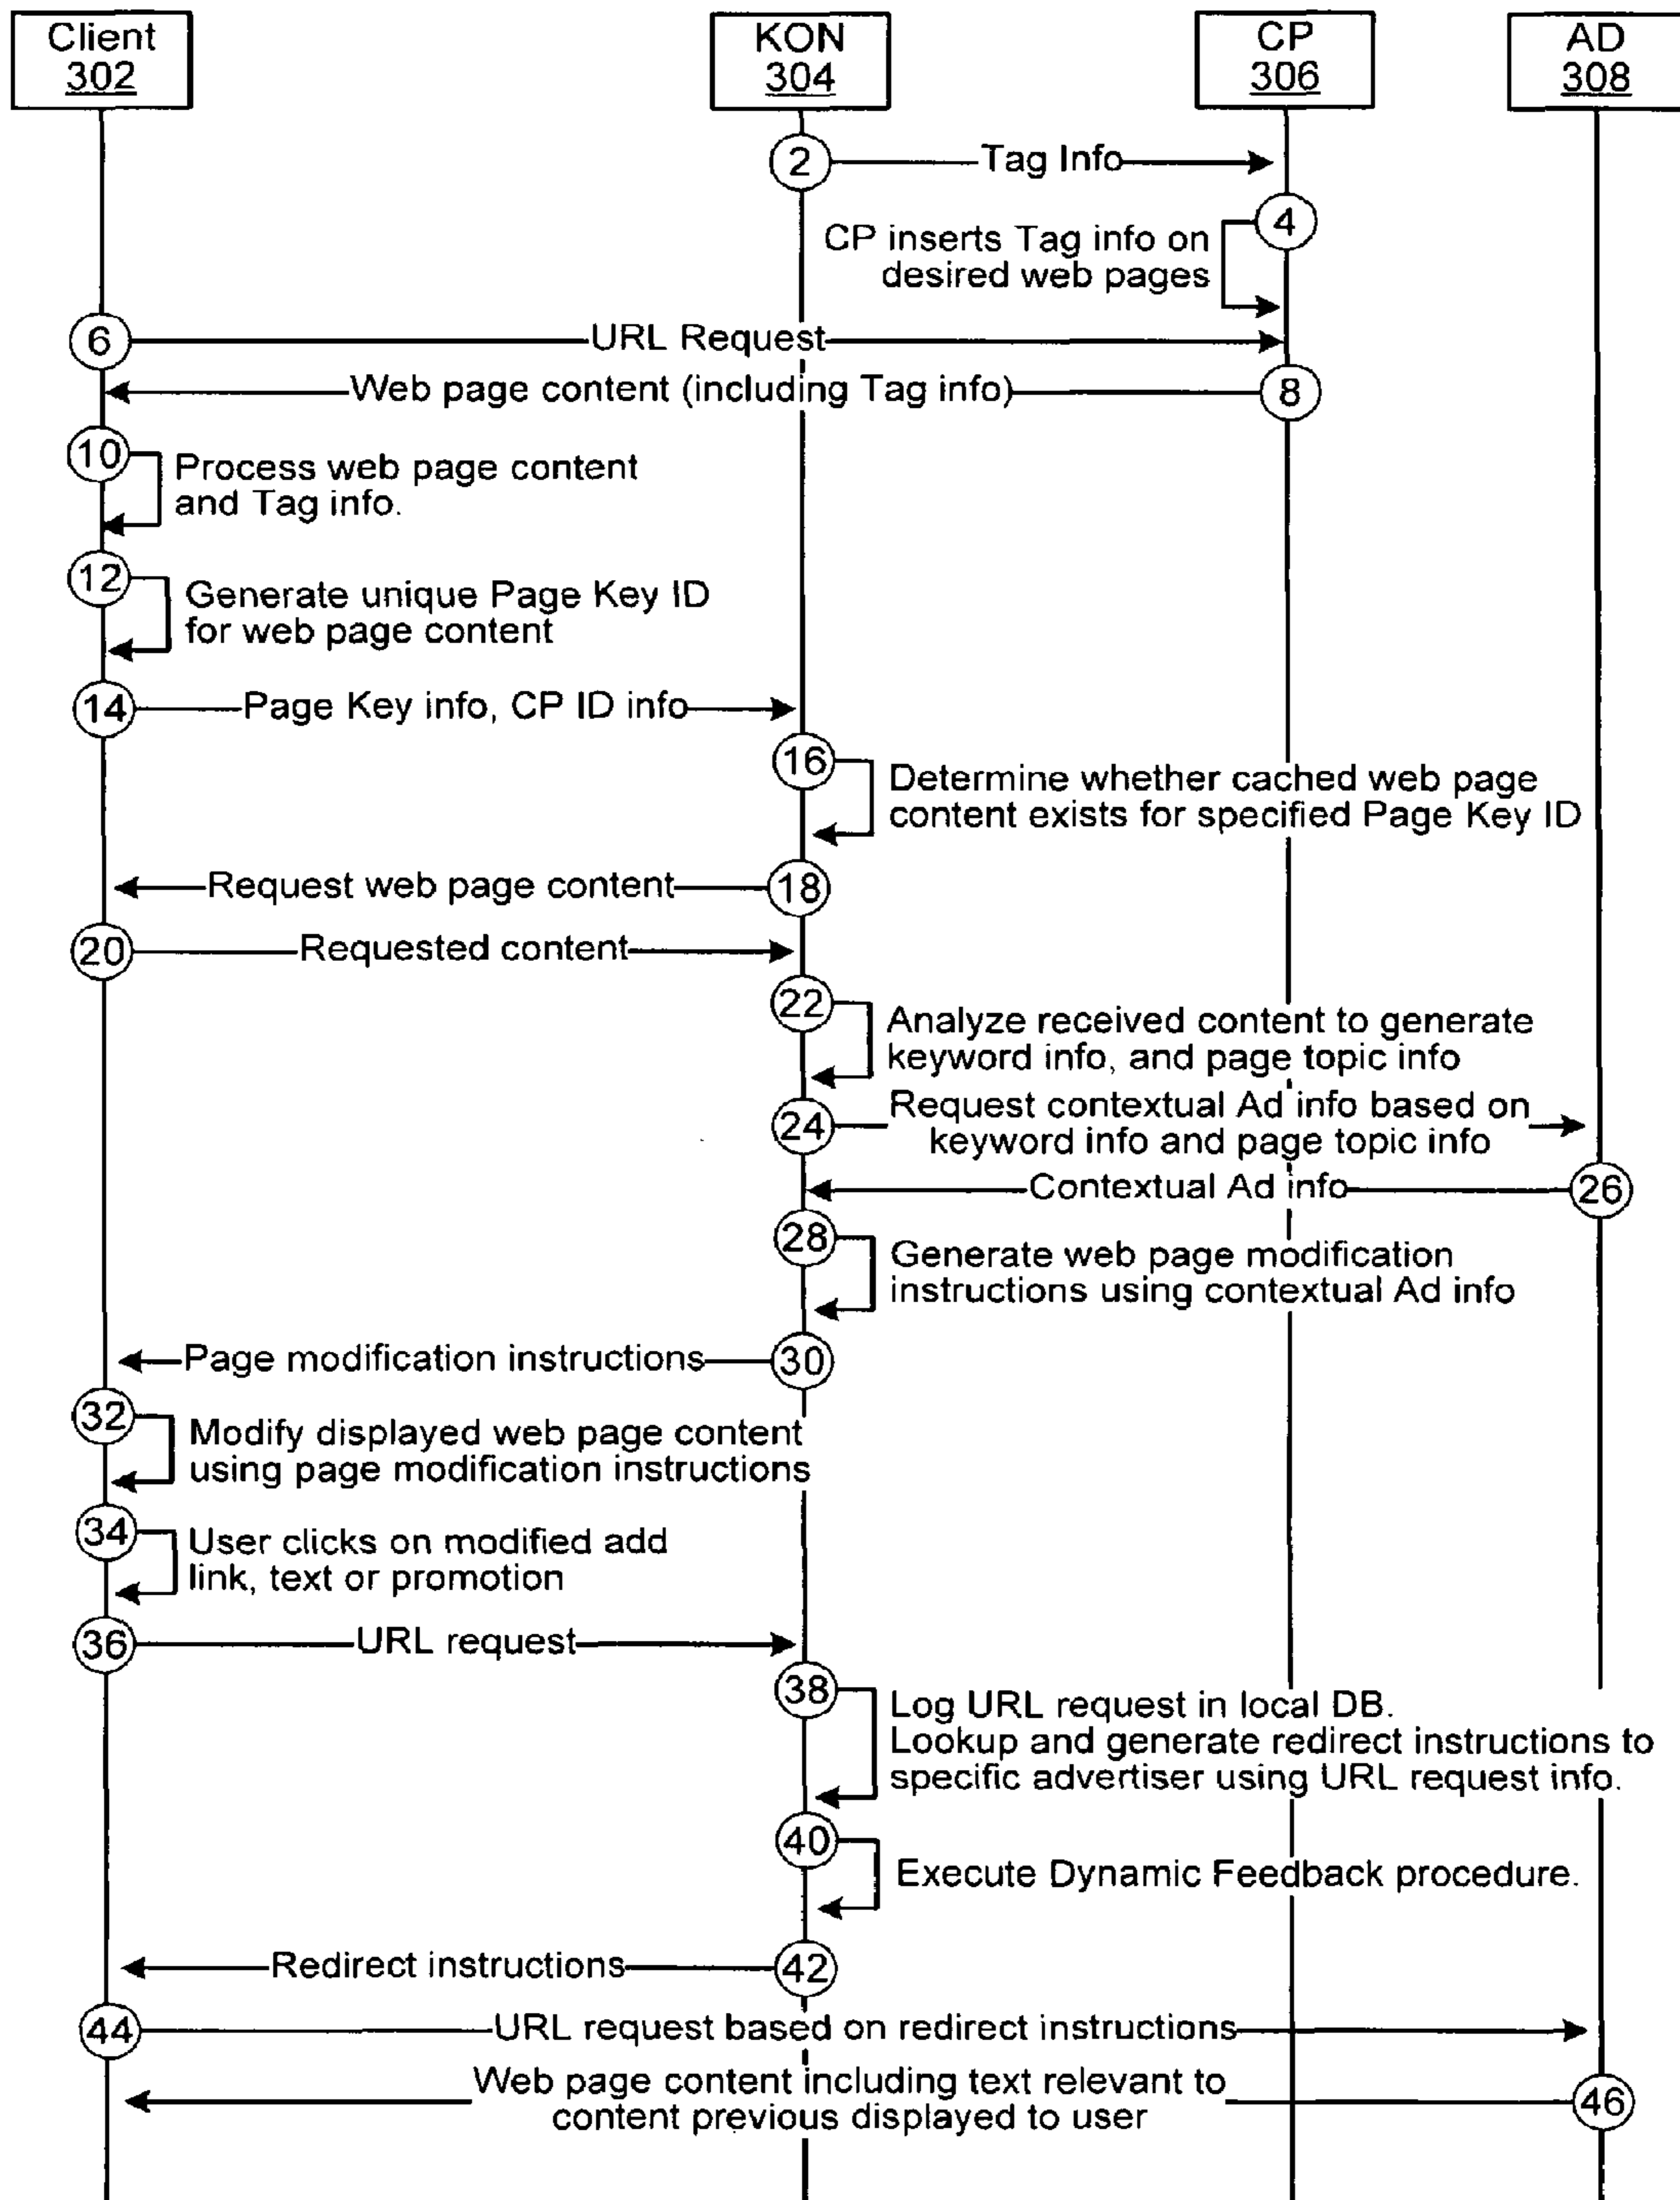 Client
302
KON
304
CP
306
AD
308
2
Tag Info
4
CP inserts Tag info on
desired web pages
6
URL Request
8
Web page content (including Tag info)
10
Process web page content
and Tag info.
12
Generate unique Page Key ID
for web page content
14
Page Key info, CP ID info
16
Determine whether cached web page
content exists for specified Page Key ID
18
Request web page content
20
Requested content
22
Analyze received content to generate
keyword info, and page topic info
24
Request contextual Ad info based on
keyword info and page topic info
26
Contextual Ad info
28
Generate web page modification
instructions using contextual Ad info
30
Page modification instructions
32
Modify displayed web page content
using page modification instructions
34
User clicks on modified add
link, text or promotion
36
URL request
38
Log URL request in local DB.
Lookup and generate redirect instructions to
specific advertiser using URL request info.
40
Execute Dynamic Feedback procedure.
42
Redirect instructions
44
URL request based on redirect instructions
46
Web page content including text relevant to
content previous displayed to user